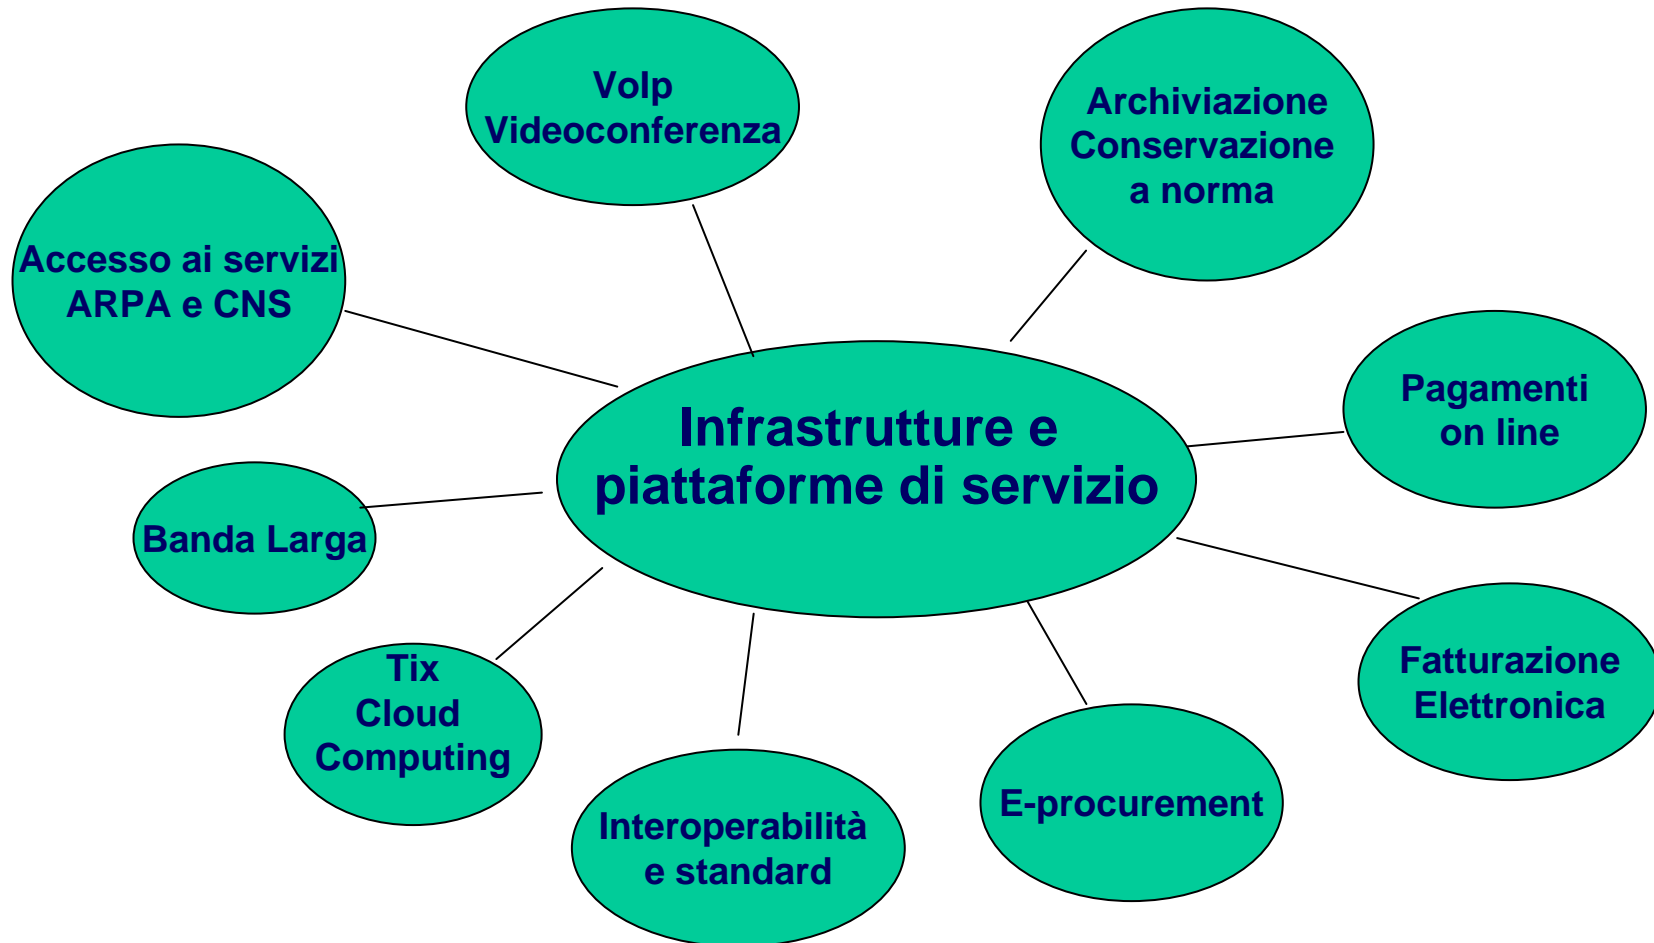 VoIp
Videoconferenza
Archiviazione
Conservazione
a norma
Accesso ai servizi
ARPA e CNS
Pagamenti
on line
Infrastrutture e
piattaforme di servizio
Banda Larga
Fatturazione
Elettronica
Tix
Cloud
Computing
E-procurement
Interoperabilità
e standard